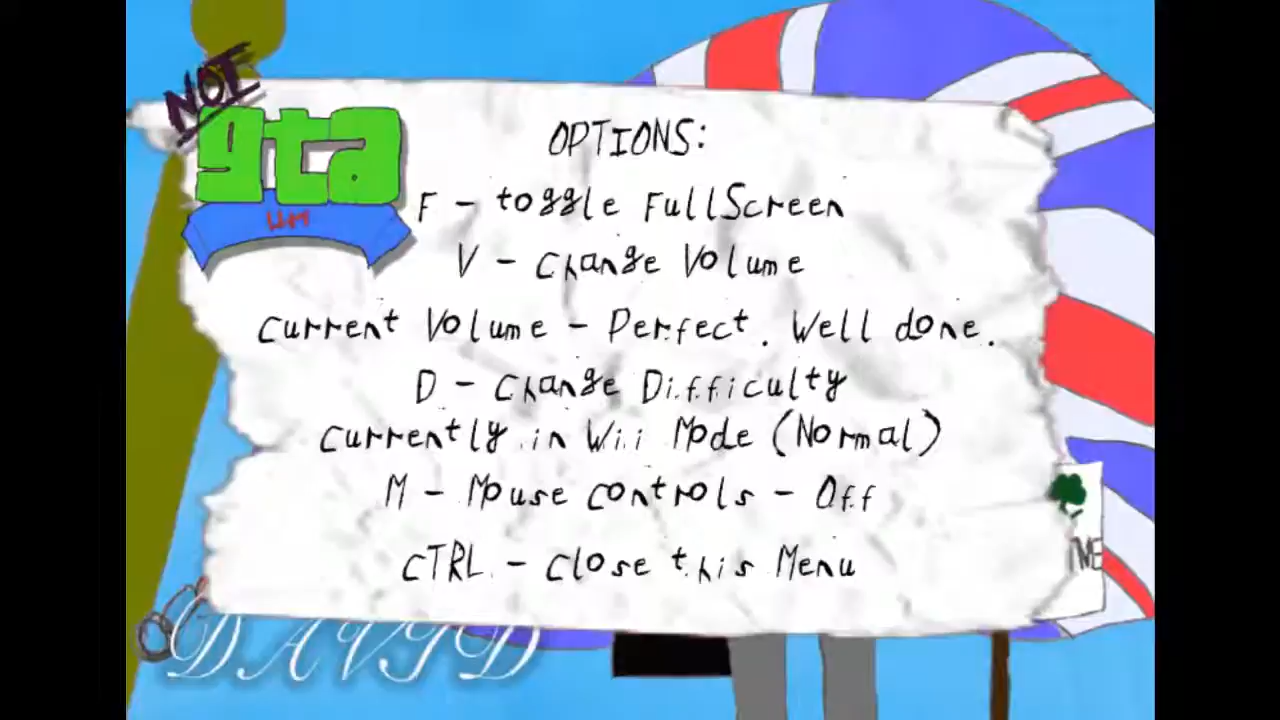 NOT
gta
UM
OPTIONS:
F - toggle FullScreen
V - Change Volume
Current Volume - Perfect. Well done.
D - Change Difficulty
Currently in Wii Mode (Normal)
M - Mouse controls - Off
CTRL - Close this Menu
DAVID